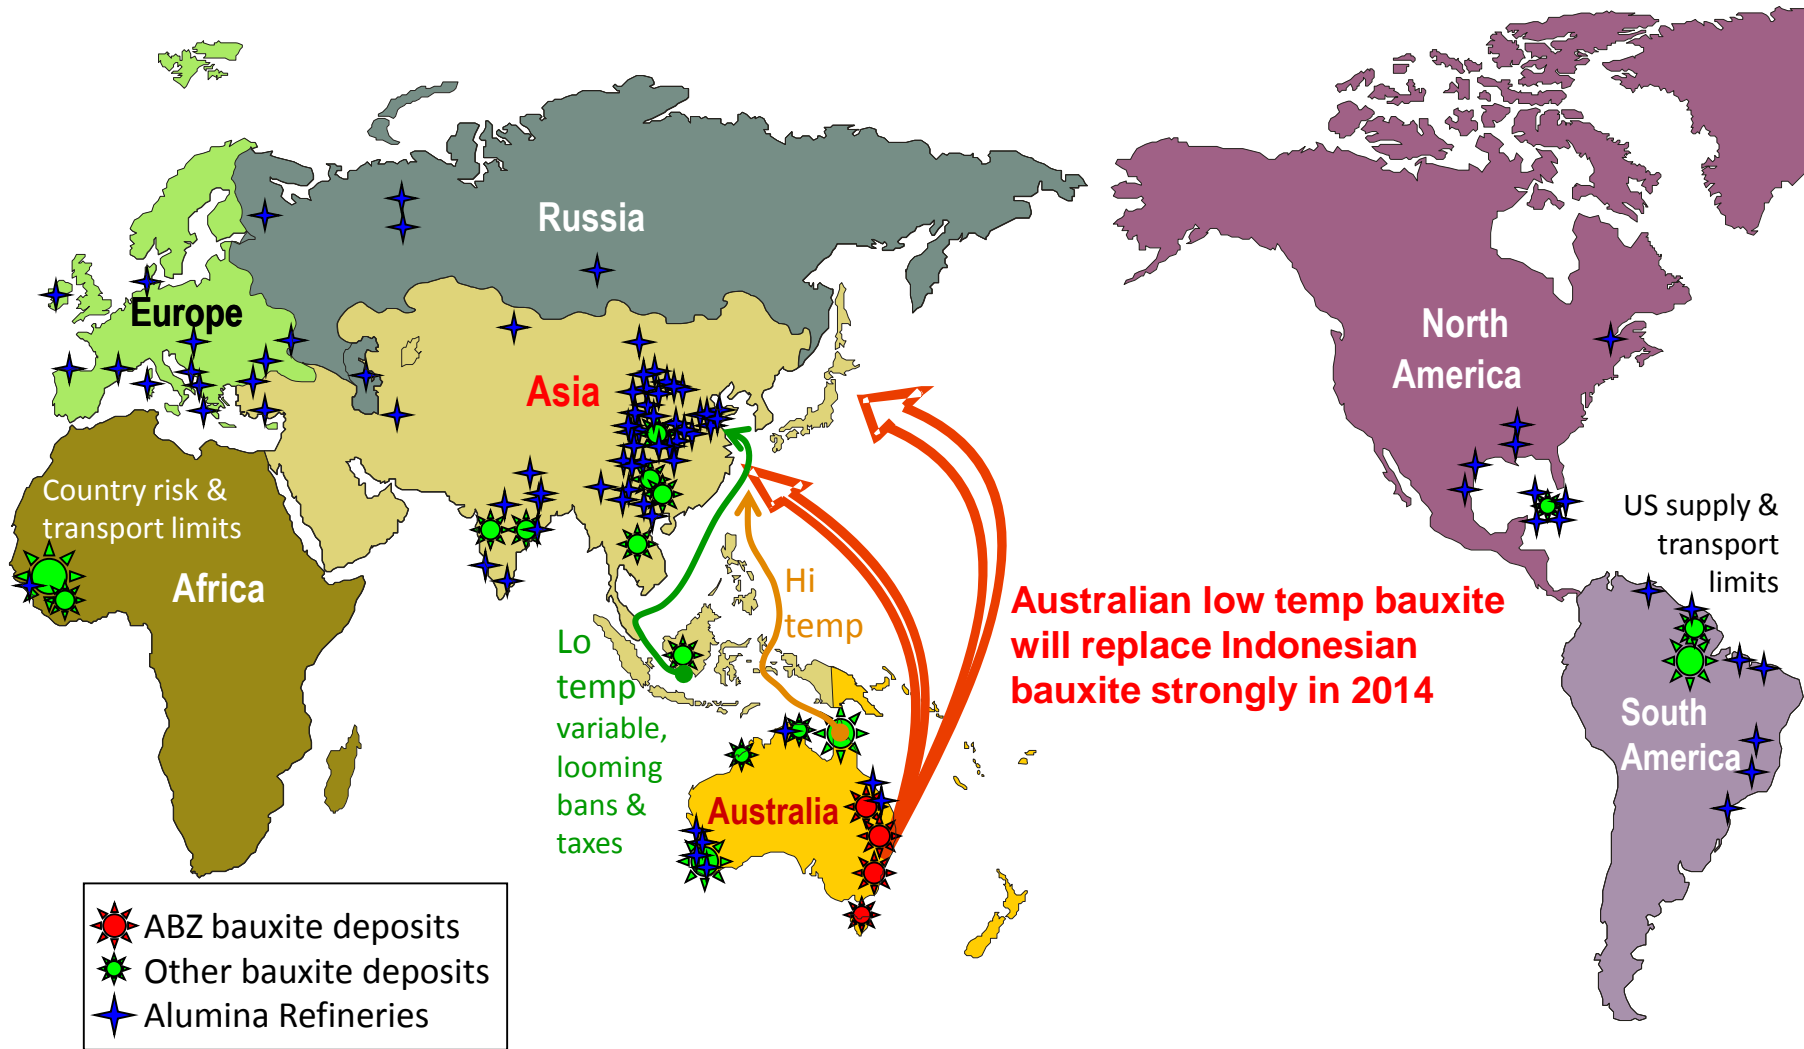 Russia
Europe
Asia
North
America
Country risk &
transport limits
Africa
US supply &
transport
limits
Hi
temp
Lo
temp
variable,
looming
bans &
taxes
Australian low temp bauxite
will replace Indonesian
bauxite strongly in 2014
South
America
Australia
ABZ bauxite deposits
Other bauxite deposits
Alumina Refineries